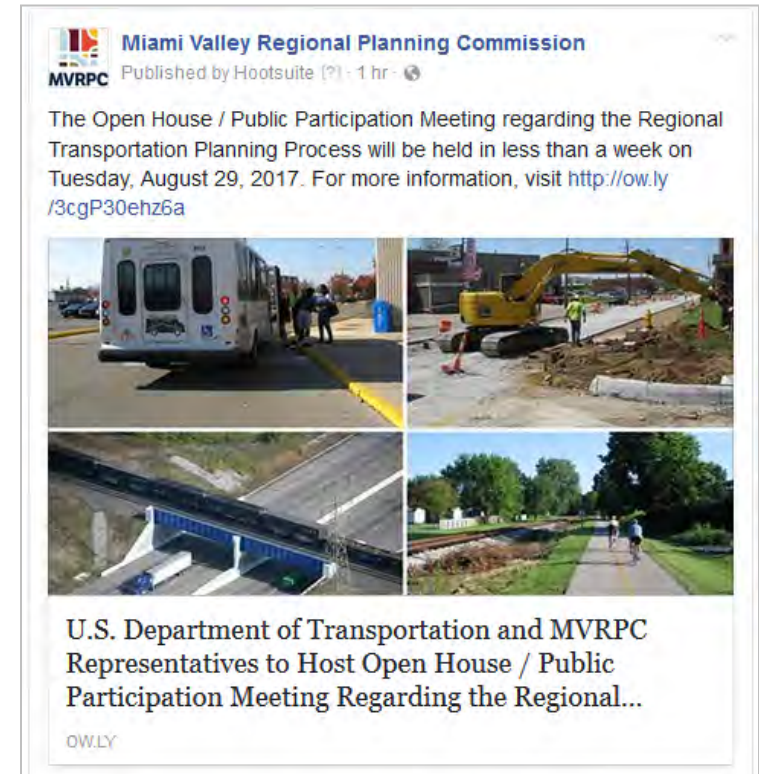 Miami Valley Regional Planning Commission
MVRPC
Published by Hootsuite [?] · 1 hr ·
The Open House / Public Participation Meeting regarding the Regional
Transportation Planning Process will be held in less than a week on
Tuesday, August 29, 2017. For more information, visit http://ow.ly
/3cgP30ehz6a
U.S. Department of Transportation and MVRPC
Representatives to Host Open House / Public
Participation Meeting Regarding the Regional...
OW.LY